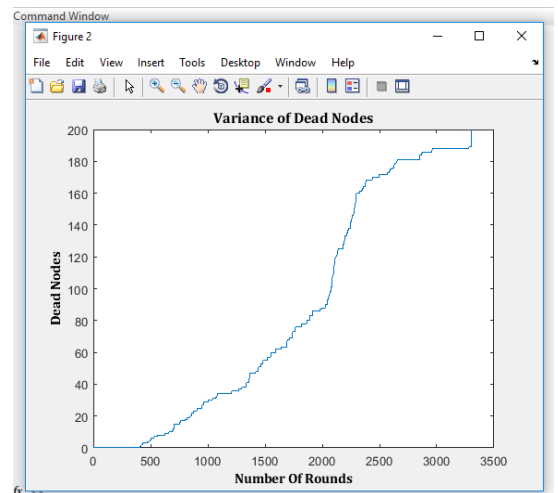 Command Window
Figure 2
File Edit View Insert Tools Desktop Window Help
Variance of Dead Nodes
200
180
160
140
120
100
80
60
40
20
0
Dead Nodes
0 500 1000 1500 2000 2500 3000 3500
Number Of Rounds
fx